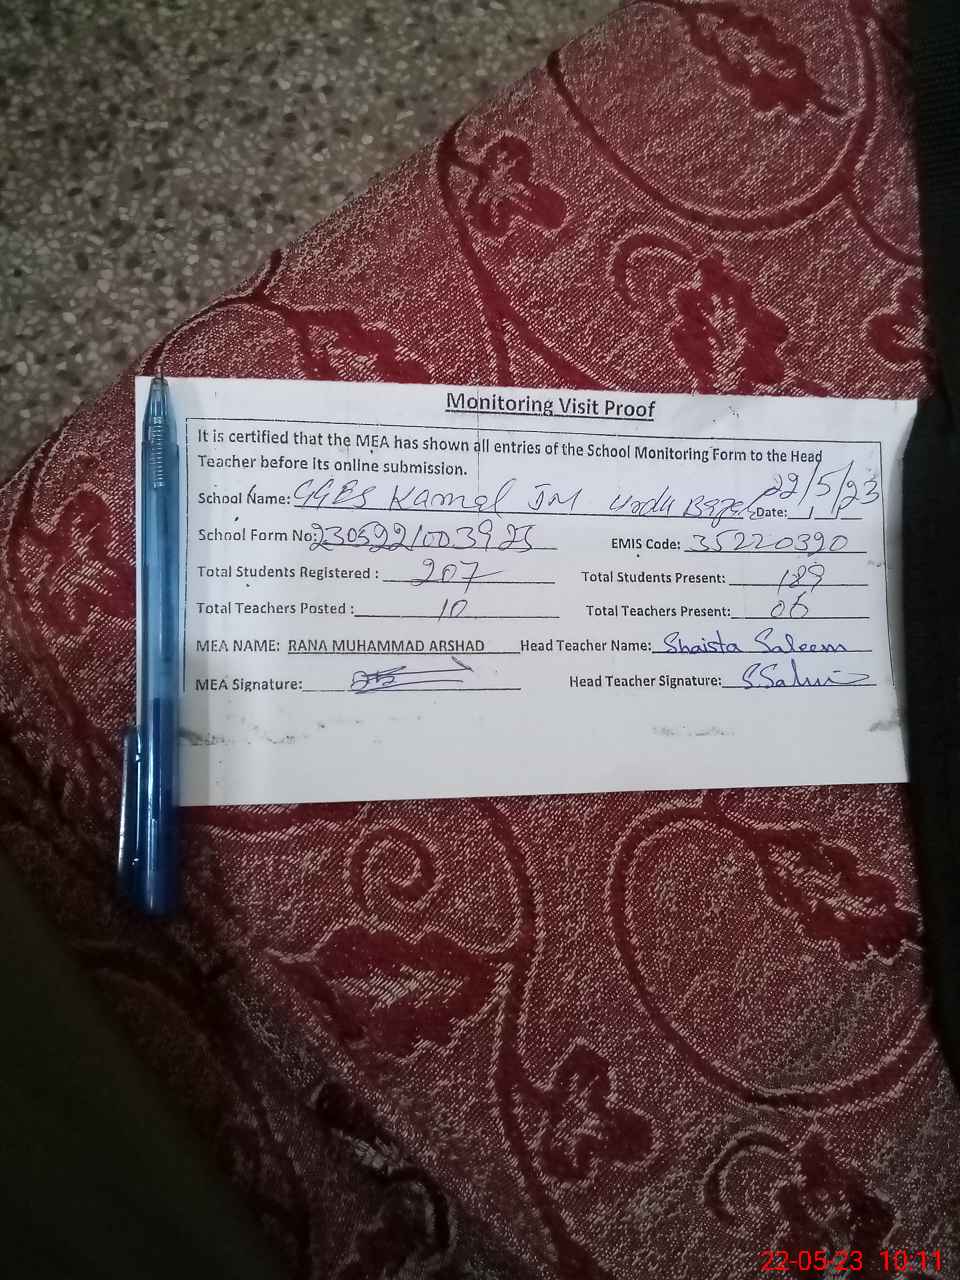 Monitoring Visit Proof
It is certified that the MEA has shown all entries of the School Monitoring Form to the Head
Teacher before its online submission.
School Name: GGES Kamel JM Urdu Bazar Date: 22/5/23
School Form No: 230522/003925 EMIS Code: 35220390
Total Students Registered : 207 Total Students Present: 189
Total Teachers Posted : 10 Total Teachers Present: 06
MEA NAME: RANA MUHAMMAD ARSHAD Head Teacher Name: Shaista Saleem
MEA Signature: Head Teacher Signature: S.Salim
22-05-23 10:11